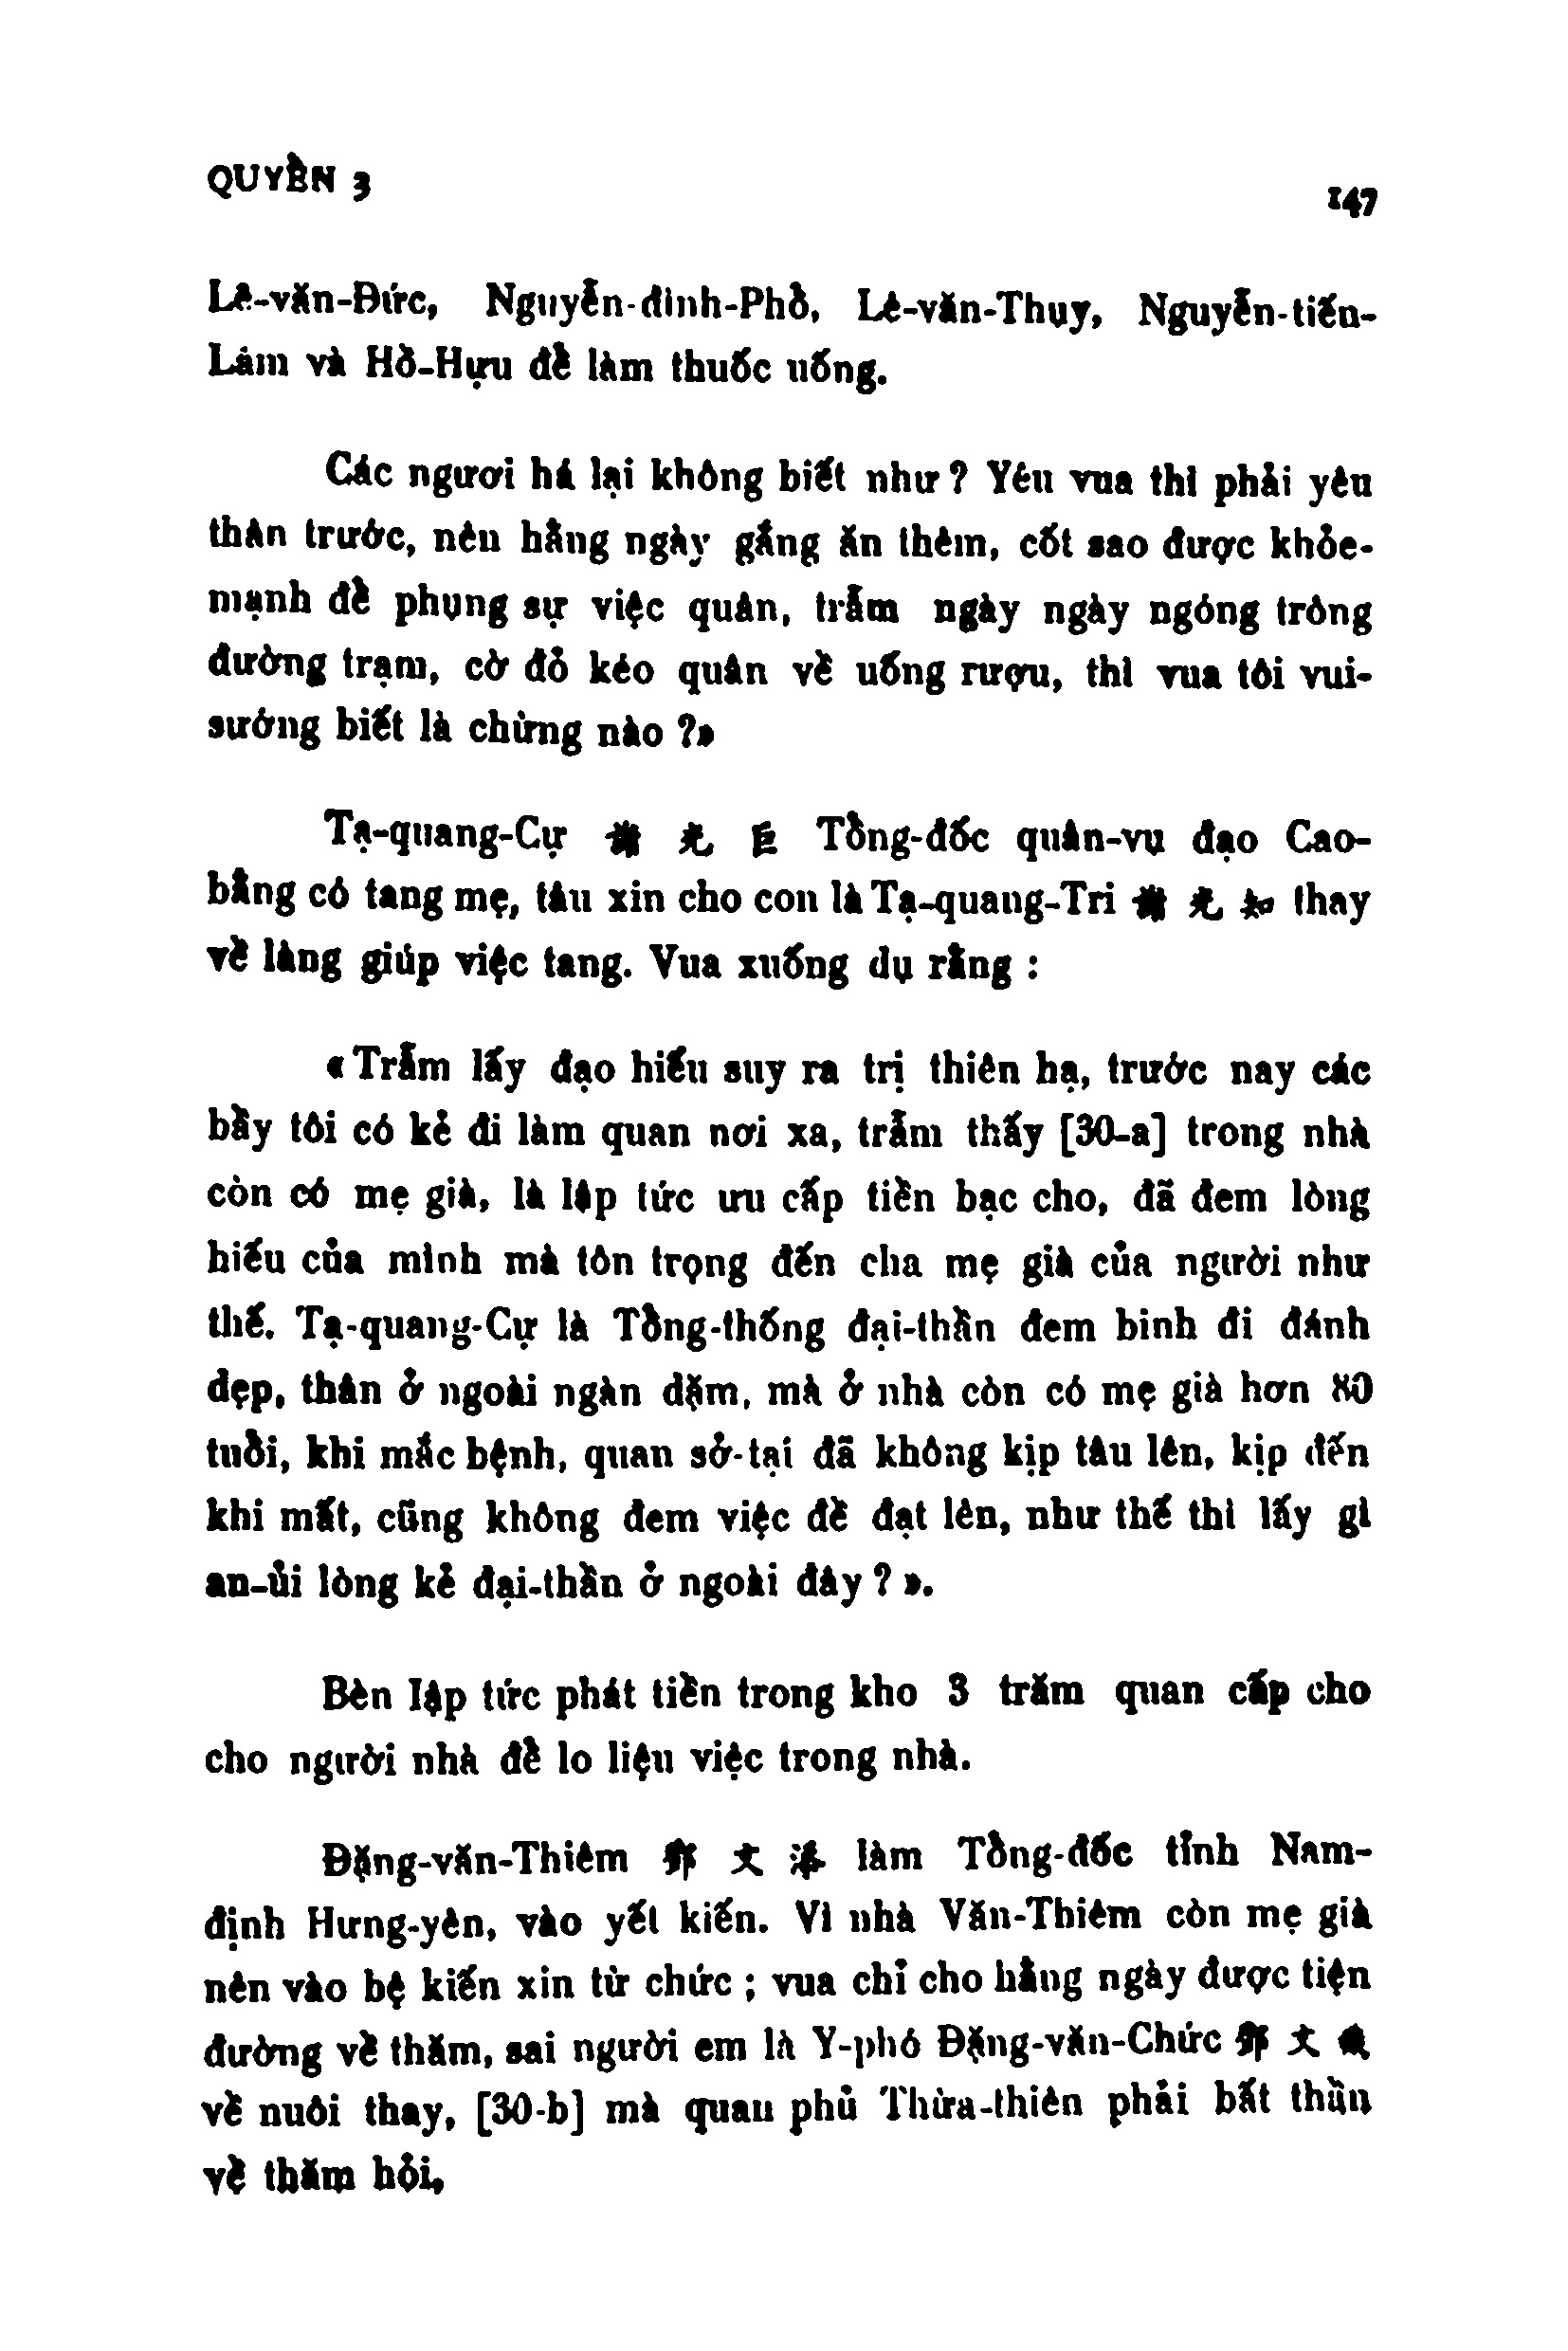 QUYỂN 3
147
Lê-văn-Đức, Nguyễn-đình-Phổ, Lê-văn-Thụy, Nguyễn-tiến-
Lâm và Hồ-Hựu để làm thuốc uống.
Các ngươi há lại không biết như ? Yêu vua thì phải yêu
thân trước, nên hằng ngày gắng ăn thêm, cốt sao được khỏe-
mạnh để phụng sự việc quân, trẫm ngày ngày ngóng trông
đường trạm, cờ đỏ kéo quân về uống rượu, thì vua tôi vui-
sướng biết là chừng nào ?»
Tạ-quang-Cự 謝 光 巨 Tổng-đốc quân-vụ đạo Cao-
bằng có tang mẹ, tâu xin cho con là Tạ-quang-Tri 謝 光 知 thay
về làng giúp việc tang. Vua xuống dụ rằng :
« Trẫm lấy đạo hiếu suy ra trị thiên hạ, trước nay các
bầy tôi có kẻ đi làm quan nơi xa, trẫm thấy [30-a] trong nhà
còn có mẹ già, là lập tức ưu cấp tiền bạc cho, đã đem lòng
hiếu của mình mà tôn trọng đến cha mẹ già của người như
thế. Tạ-quang-Cự là Tổng-thống đại-thần đem binh đi đánh
dẹp, thân ở ngoài ngàn dặm, mà ở nhà còn có mẹ già hơn 80
tuổi, khi mắc bệnh, quan sở-tại đã không kịp tâu lên, kịp đến
khi mất, cũng không đem việc đề đạt lên, như thế thì lấy gì
an-ủi lòng kẻ đại-thần ở ngoài đây ? ».
Bèn lập tức phát tiền trong kho 3 trăm quan cấp cho
cho người nhà để lo liệu việc trong nhà.
Đặng-văn-Thiêm 鄧 文 添 làm Tổng-đốc tỉnh Nam-
định Hưng-yên, vào yết kiến. Vì nhà Văn-Thiêm còn mẹ già
nên vào bệ kiến xin từ chức ; vua chỉ cho hằng ngày được tiện
đường về thăm, sai người em là Y-phó Đặng-văn-Chức 鄧 文
về nuôi thay, [30-b] mà quan phủ Thừa-thiên phải bất thần
về thăm hỏi.